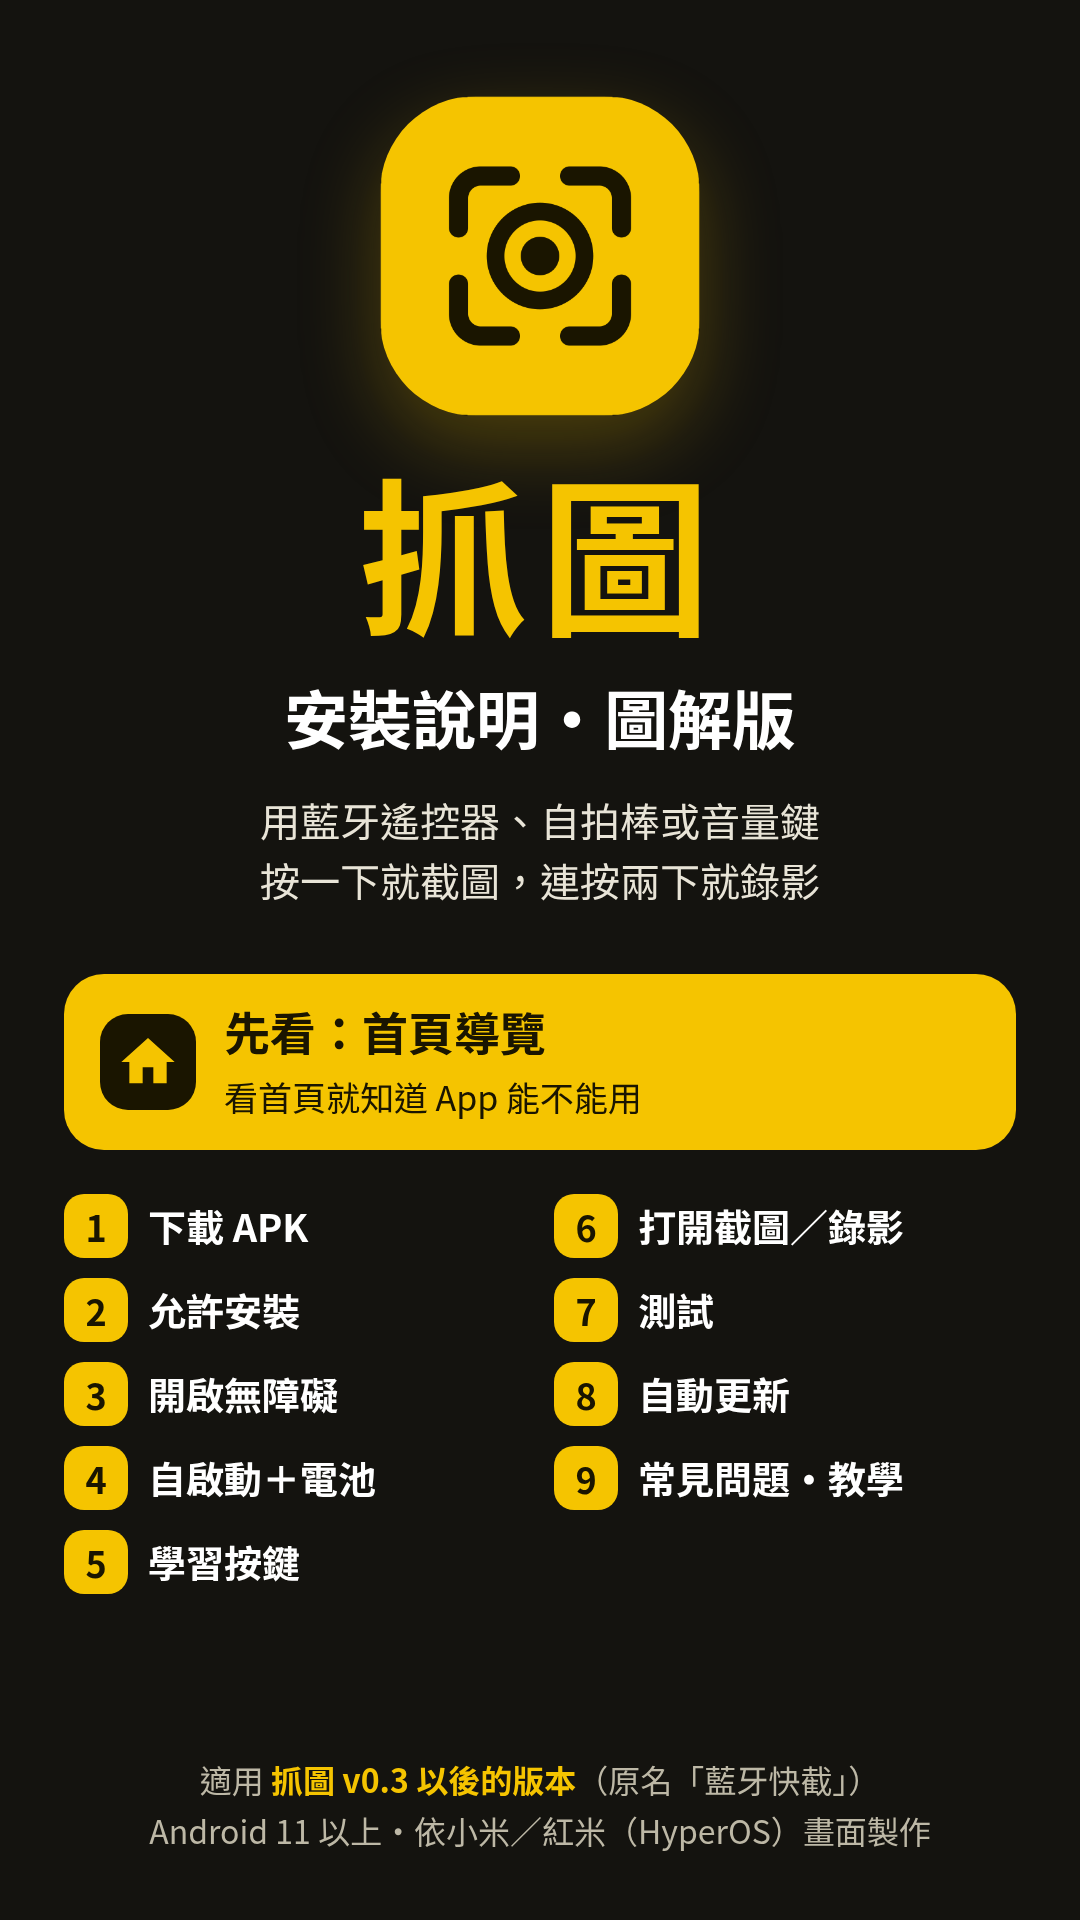 抓圖
安裝說明・圖解版
用藍牙遙控器、自拍棒或音量鍵
按一下就截圖，連按兩下就錄影
先看：首頁導覽
看首頁就知道 App 能不能用
1 下載 APK
2 允許安裝
3 開啟無障礙
4 自啟動＋電池
5 學習按鍵
6 打開截圖／錄影
7 測試
8 自動更新
9 常見問題・教學
適用 抓圖 v0.3 以後的版本（原名「藍牙快截」）
Android 11 以上・依小米／紅米（HyperOS）畫面製作